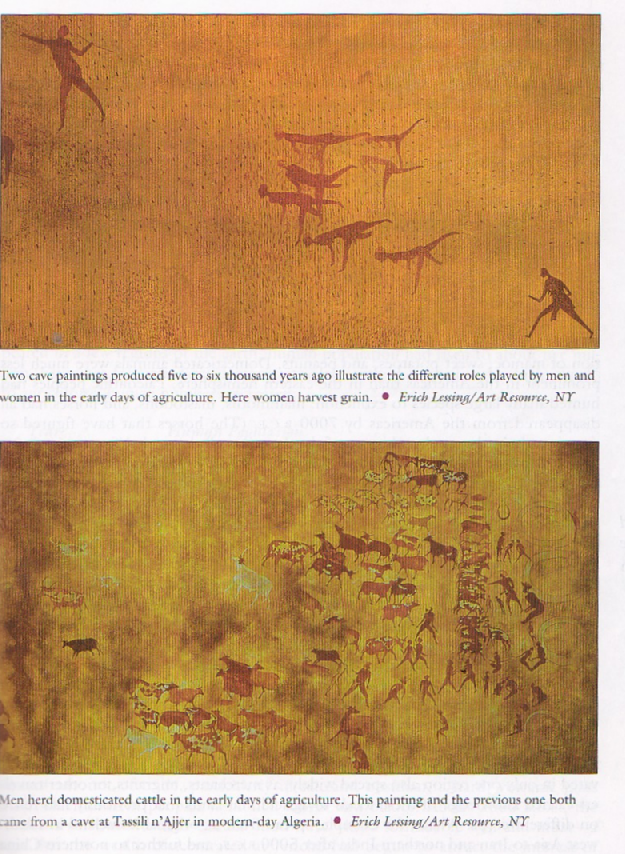 Two cave paintings produced five to six thousand years ago illustrate the different roles played by men and
women in the early days of agriculture. Here women harvest grain. ● Erich Lessing/Art Resource, NY
Men herd domesticated cattle in the early days of agriculture. This painting and the previous one both
came from a cave at Tassili n'Ajjer in modern-day Algeria. ● Erich Lessing/Art Resource, NY